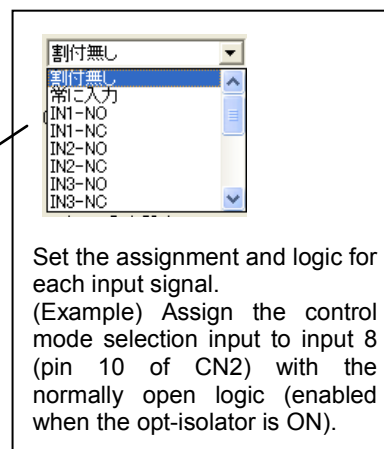 割付無し
割付無し
常に入力
IN1-NO
IN1-NC
IN2-NO
IN2-NC
IN3-NO
IN3-NC
Set the assignment and logic for
each input signal.
(Example) Assign the control
mode selection input to input 8
(pin 10 of CN2) with the
normally open logic (enabled
when the opt-isolator is ON).